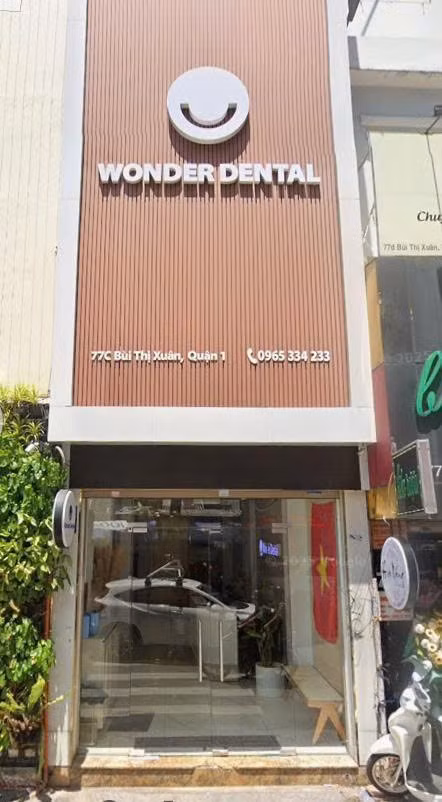 WONDER DENTAL
77C Bùi Thị Xuân, Quận 1
0965 334 233
77d Bùi Thị Xuân,